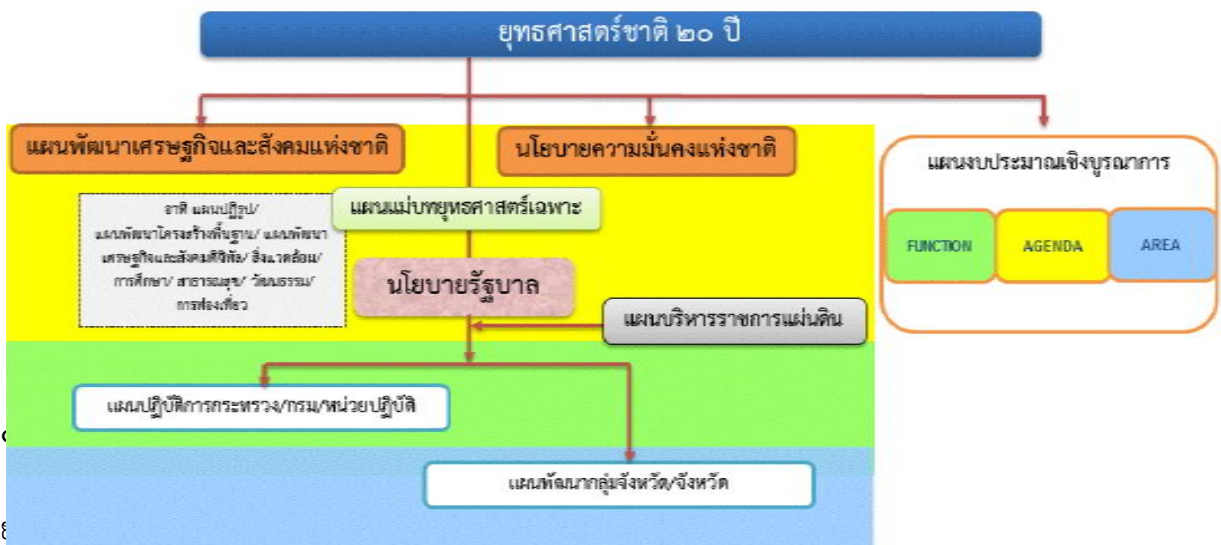 ยุทธศาสตร์ชาติ ๒๐ ปี
แผนพัฒนาเศรษฐกิจและสังคมแห่งชาติ
นโยบายความมั่นคงแห่งชาติ
แผนงบประมาณเชิงบูรณาการ
FUNCTION
AGENDA
AREA
แผนแม่บทยุทธศาสตร์เฉพาะ
อาทิ แผนปฏิรูป/
แผนพัฒนาโครงสร้างพื้นฐาน/ แผนพัฒนา
เศรษฐกิจและสังคมดิจิทัล/ สิ่งแวดล้อม/
การศึกษา/ สาธารณสุข/ วัฒนธรรม/
การท่องเที่ยว
นโยบายรัฐบาล
แผนบริหารราชการแผ่นดิน
แผนปฏิบัติการกระทรวง/กรม/หน่วยปฏิบัติ
แผนพัฒนากลุ่มจังหวัด/จังหวัด